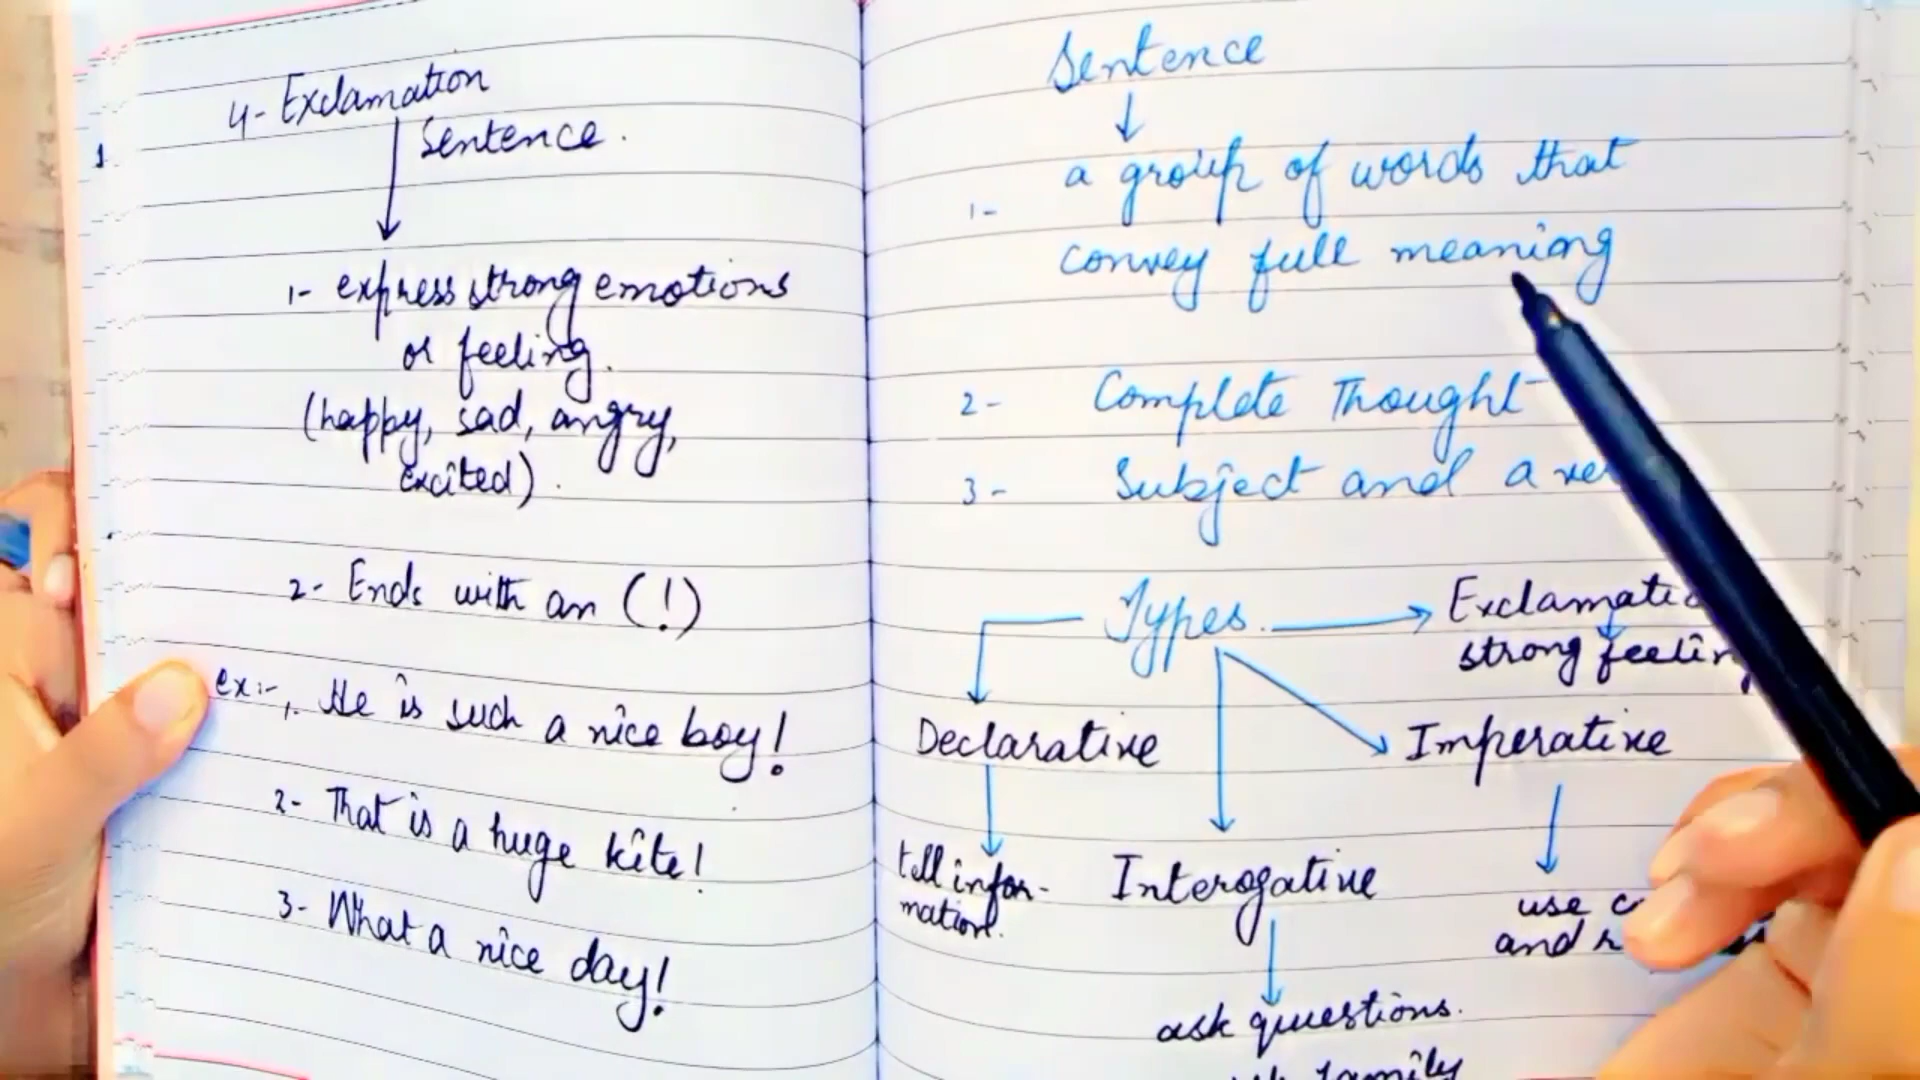 4- Exclamation
Sentence.
1- express strong emotions
or feeling.
(happy, sad, angry,
excited).
2- Ends with an (!)
ex:- 1. He is such a nice boy!
2- That is a huge kite!
3- What a nice day!
Sentence
a group of words that
1-
convey full meaning
2- Complete Thought
3- Subject and a
Types.
strong
Declarative
Imperative
tell infor-
mation.
Interogative
use
and
ask questions.
family